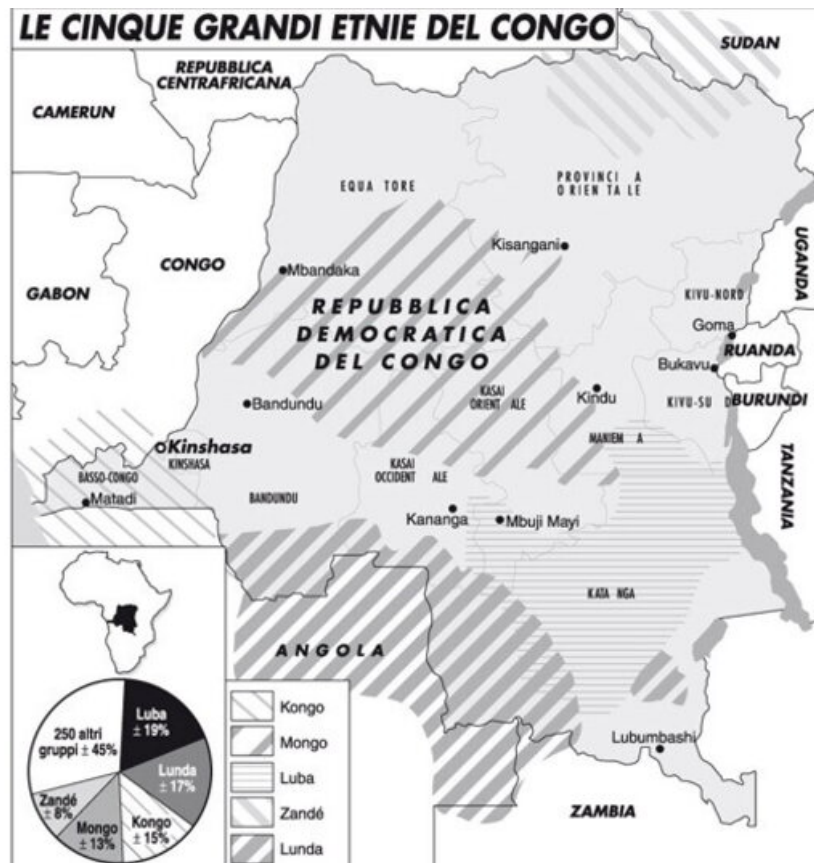 LE CINQUE GRANDI ETNIE DEL CONGO
SUDAN
REPUBBLICA
CENTRAFRICANA
CAMERUN
EQUA TORE
PROVINCI A
ORIEN TA LE
Kisangani
CONGO
Mbandaka
GABON
UGANDA
KIVU-NORD
REPUBBLICA
DEMOCRATICA
DEL CONGO
Goma
RUANDA
Bukavu
KASAI
ORIENT ALE
Kindu
KIVU-SU D
BURUNDI
Bandundu
MANIEM A
Kinshasa
KINSHASA
BASSO-CONGO
KASAI
OCCIDENT ALE
TANZANIA
Matadi
BANDUNDU
Kananga
Mbuji Mayi
KATA NGA
ANGOLA
Lubumbashi
ZAMBIA
250 altri
gruppi ± 45%
Luba
± 19%
Lunda
± 17%
Kongo
± 15%
Mongo
± 13%
Zandé
± 8%
Kongo
Mongo
Luba
Zandé
Lunda